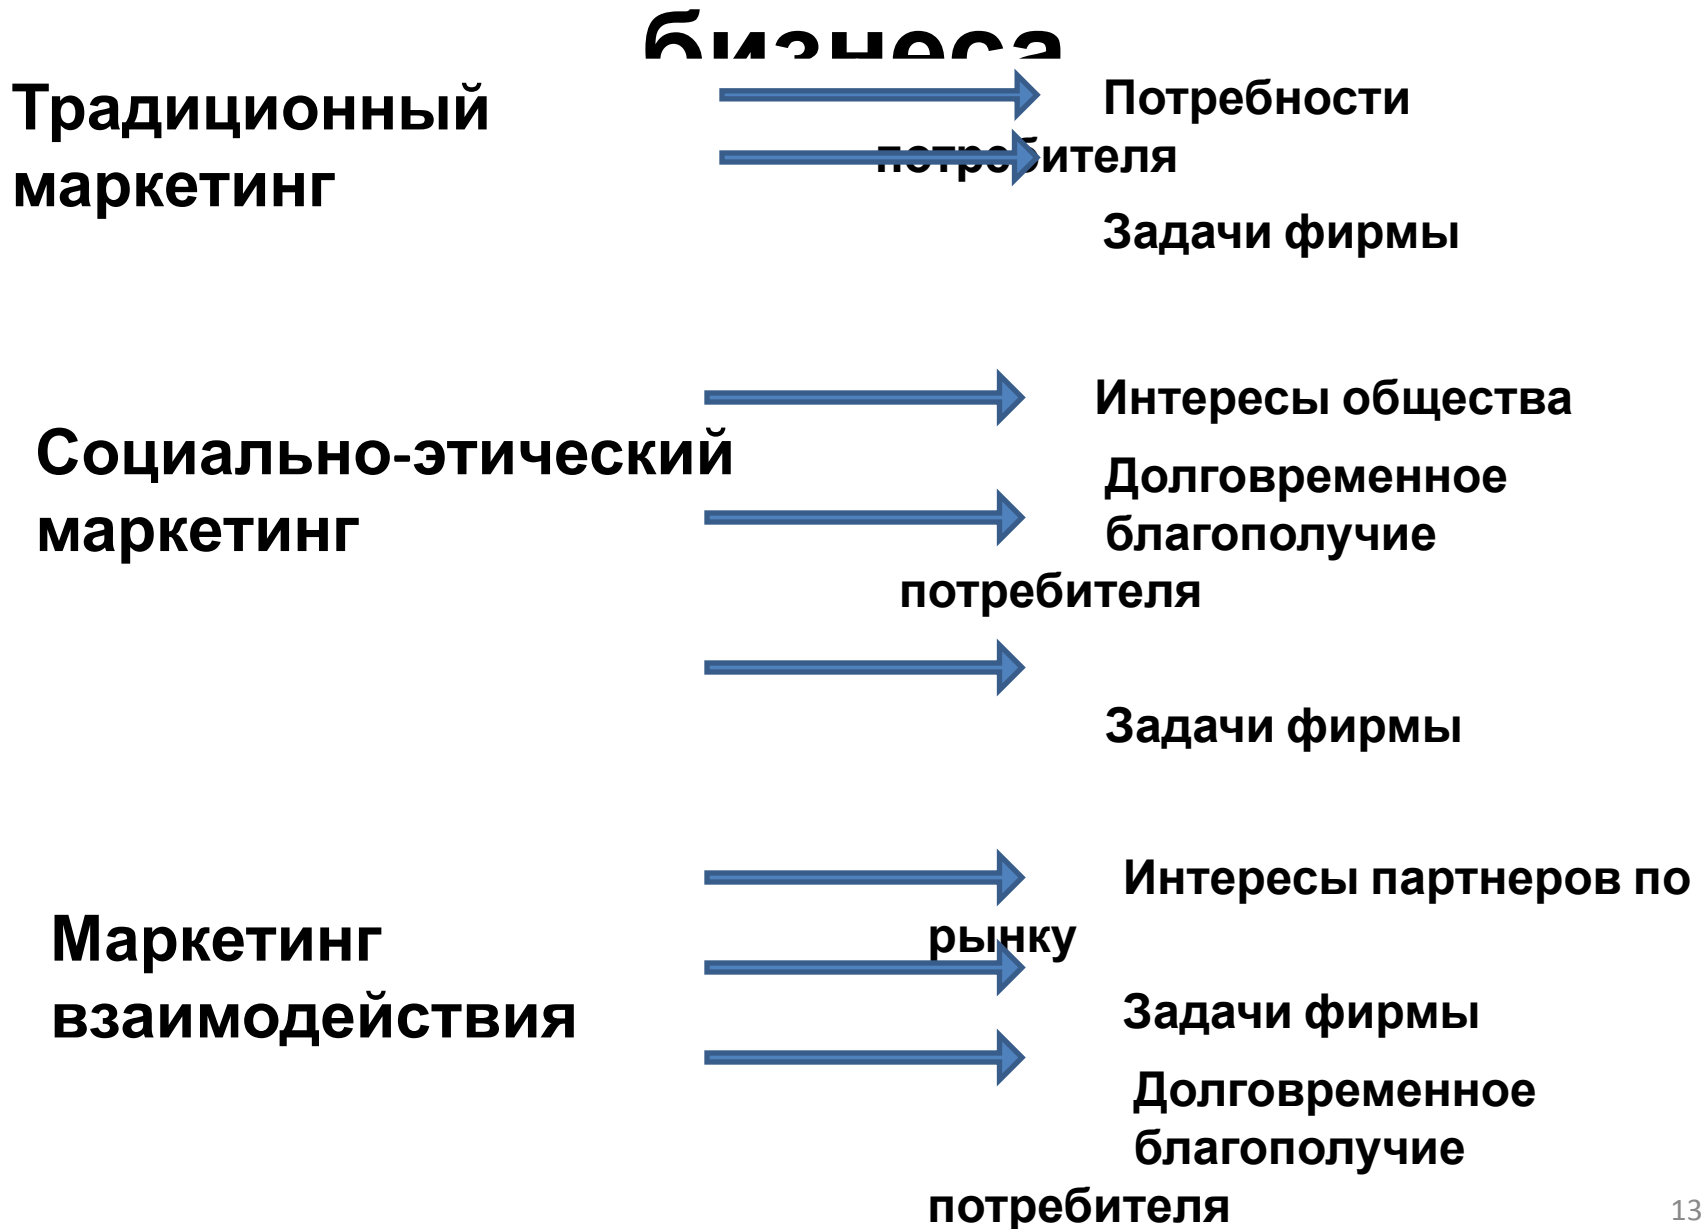 бизнеса
Традиционный
маркетинг
Потребности
потребителя
Задачи фирмы
Социально-этический
маркетинг
Интересы общества
Долговременное
благополучие
потребителя
Задачи фирмы
Маркетинг
взаимодействия
Интересы партнеров по
рынку
Задачи фирмы
Долговременное
благополучие
потребителя
13